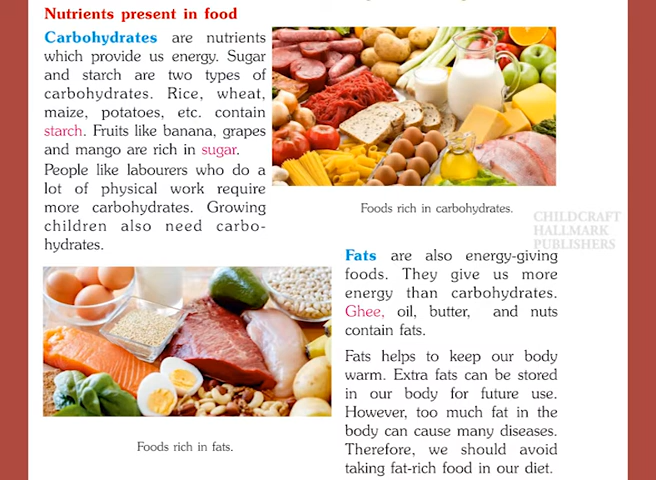 Nutrients present in food
Carbohydrates are nutrients
which provide us energy. Sugar
and starch are two types of
carbohydrates. Rice, wheat,
maize, potatoes, etc. contain
starch. Fruits like banana, grapes
and mango are rich in sugar.
People like labourers who do a
lot of physical work require
more carbohydrates. Growing
children also need carbo-
hydrates.
Foods rich in carbohydrates.
CHILDCRAFT
HALLMARK
PUBLISHERS
Fats are also energy-giving
foods. They give us more
energy than carbohydrates.
Ghee, oil, butter, and nuts
contain fats.
Fats helps to keep our body
warm. Extra fats can be stored
in our body for future use.
However, too much fat in the
body can cause many diseases.
Therefore, we should avoid
taking fat-rich food in our diet.
Foods rich in fats.